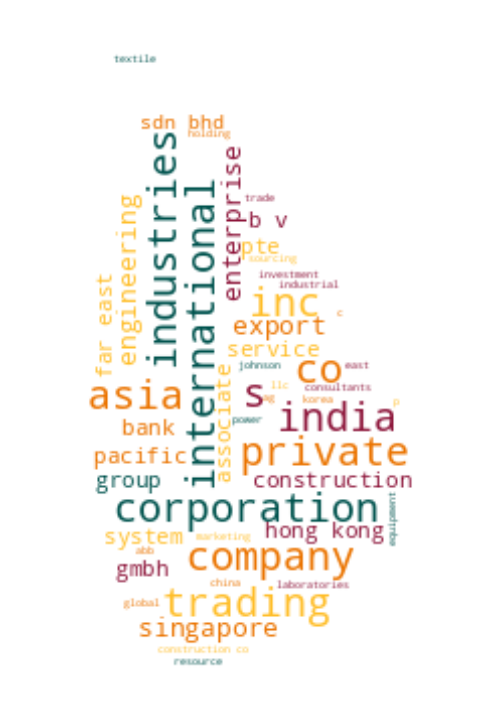 textile
sdn bhd
holding
industries
international
enterprise
engineering
far east
trade
b v
pte
sourcing
investment
industrial
inc
c
export
service
johnson
co
east
asia
associate
s
llc
ag
consultants
korea
p
bank
power
india
pacific
private
group
construction
corporation
equipment
system
marketing
hong kong
abb
company
gmbh
china
laboratories
global
trading
singapore
construction co
resource